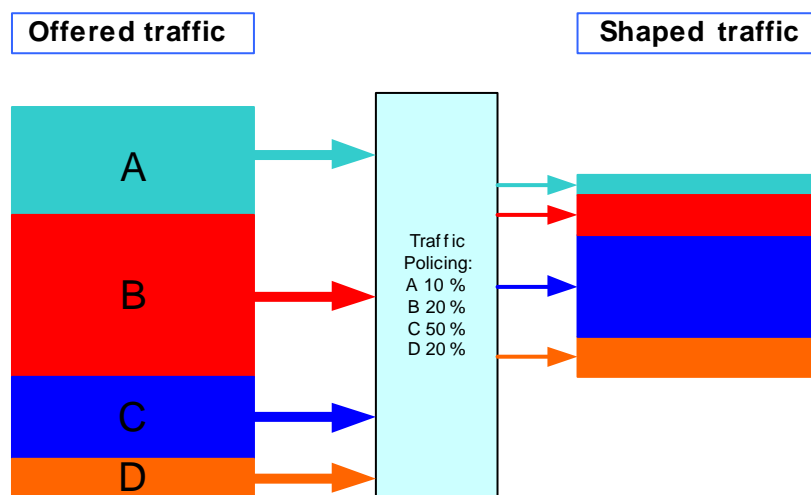 Offered traffic
Shaped traffic
A
B
C
D
Traffic
Policing:
A 10 %
B 20 %
C 50 %
D 20 %